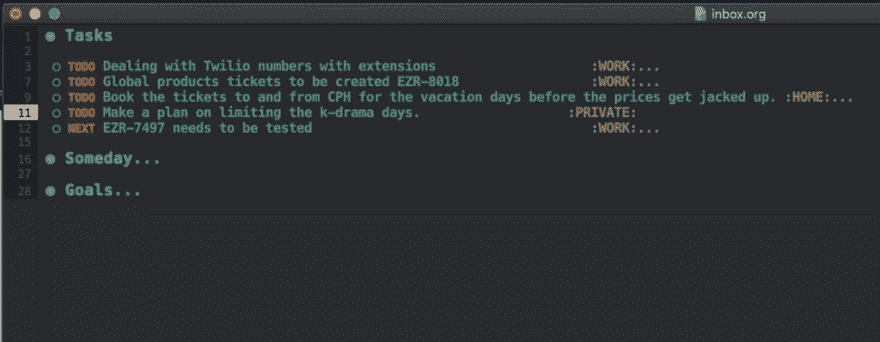 inbox.org
1 Tasks
2
3 TODO Dealing with Twilio numbers with extensions :WORK:...
7 TODO Global products tickets to be created EZR-8018 :WORK:...
9 TODO Book the tickets to and from CPH for the vacation days before the prices get jacked up. :HOME:...
11 TODO Make a plan on limiting the k-drama days. :PRIVATE:
12 NEXT EZR-7497 needs to be tested :WORK:...
15
16 Someday...
27
28 Goals...